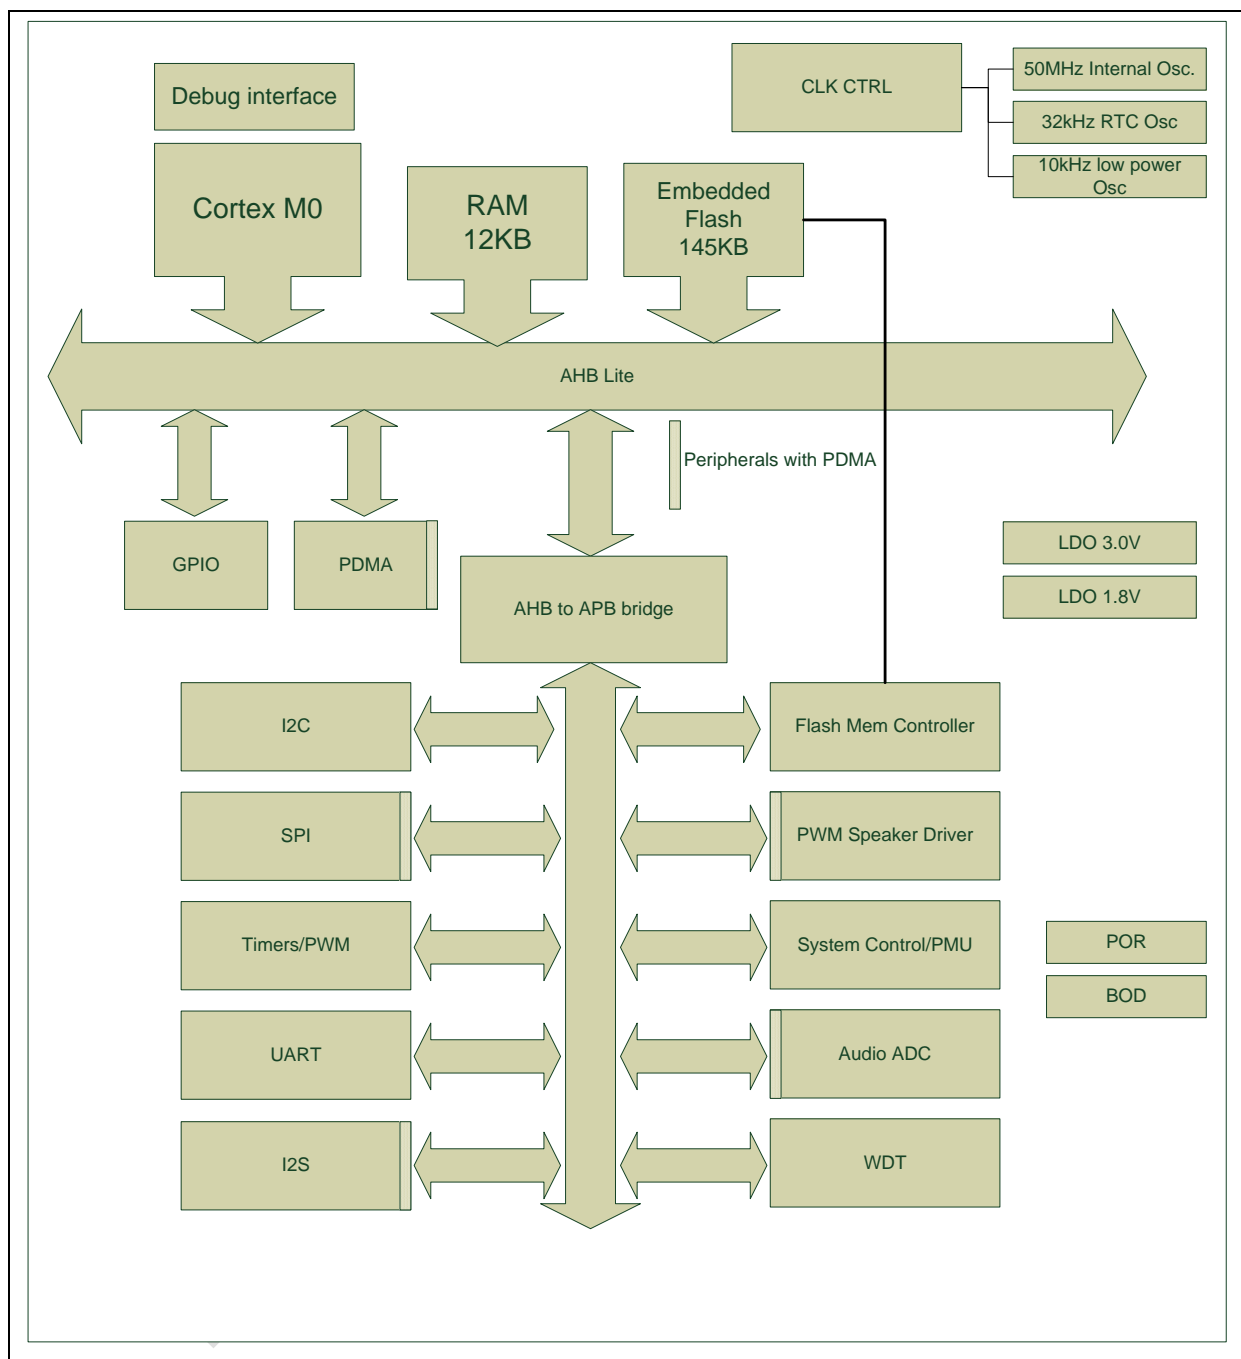 Debug interface
CLK CTRL
50MHz Internal Osc.
32kHz RTC Osc
10kHz low power
Osc
Cortex M0
RAM
12KB
Embedded
Flash
145KB
AHB Lite
Peripherals with PDMA
GPIO
PDMA
AHB to APB bridge
LDO 3.0V
LDO 1.8V
I2C
Flash Mem Controller
SPI
PWM Speaker Driver
Timers/PWM
System Control/PMU
POR
BOD
UART
Audio ADC
I2S
WDT